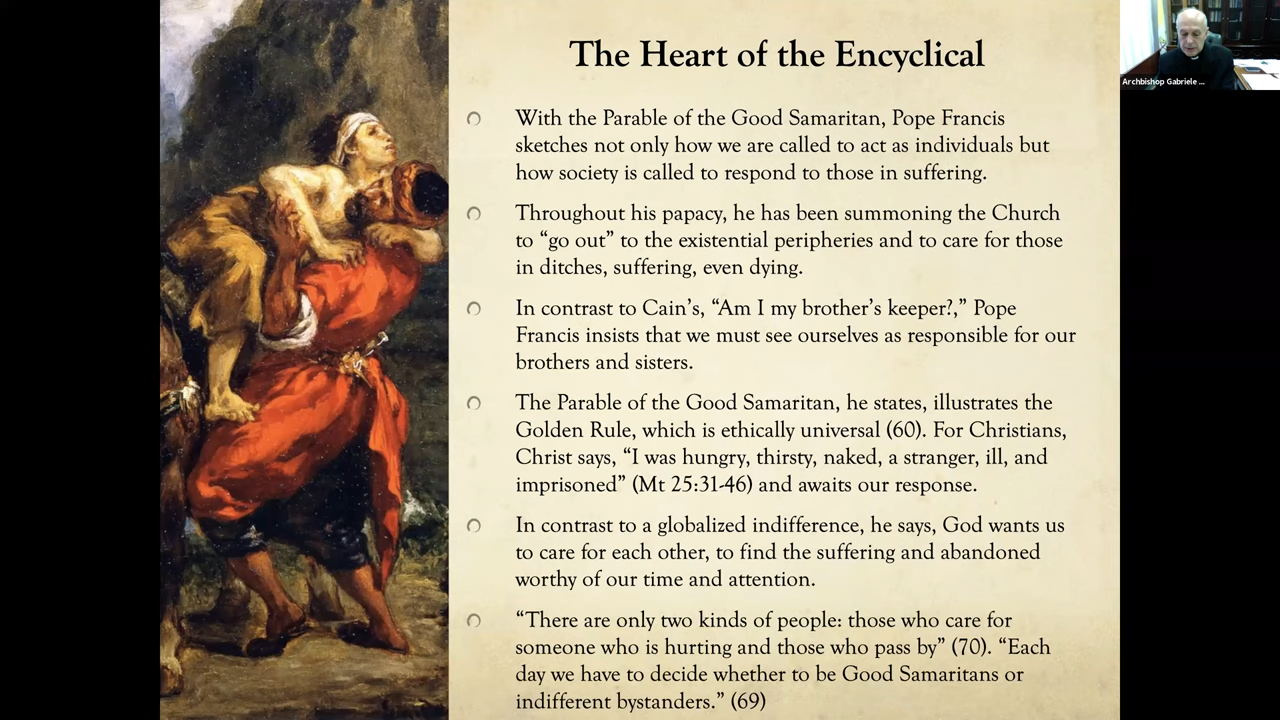 The Heart of the Encyclical
With the Parable of the Good Samaritan, Pope Francis
sketches not only how we are called to act as individuals but
how society is called to respond to those in suffering.
Throughout his papacy, he has been summoning the Church
to “go out” to the existential peripheries and to care for those
in ditches, suffering, even dying.
In contrast to Cain’s, “Am I my brother’s keeper?,” Pope
Francis insists that we must see ourselves as responsible for our
brothers and sisters.
The Parable of the Good Samaritan, he states, illustrates the
Golden Rule, which is ethically universal (60). For Christians,
Christ says, “I was hungry, thirsty, naked, a stranger, ill, and
imprisoned” (Mt 25:31-46) and awaits our response.
In contrast to a globalized indifference, he says, God wants us
to care for each other, to find the suffering and abandoned
worthy of our time and attention.
“There are only two kinds of people: those who care for
someone who is hurting and those who pass by” (70). “Each
day we have to decide whether to be Good Samaritans or
indifferent bystanders.” (69)
Archbishop Gabriele ...